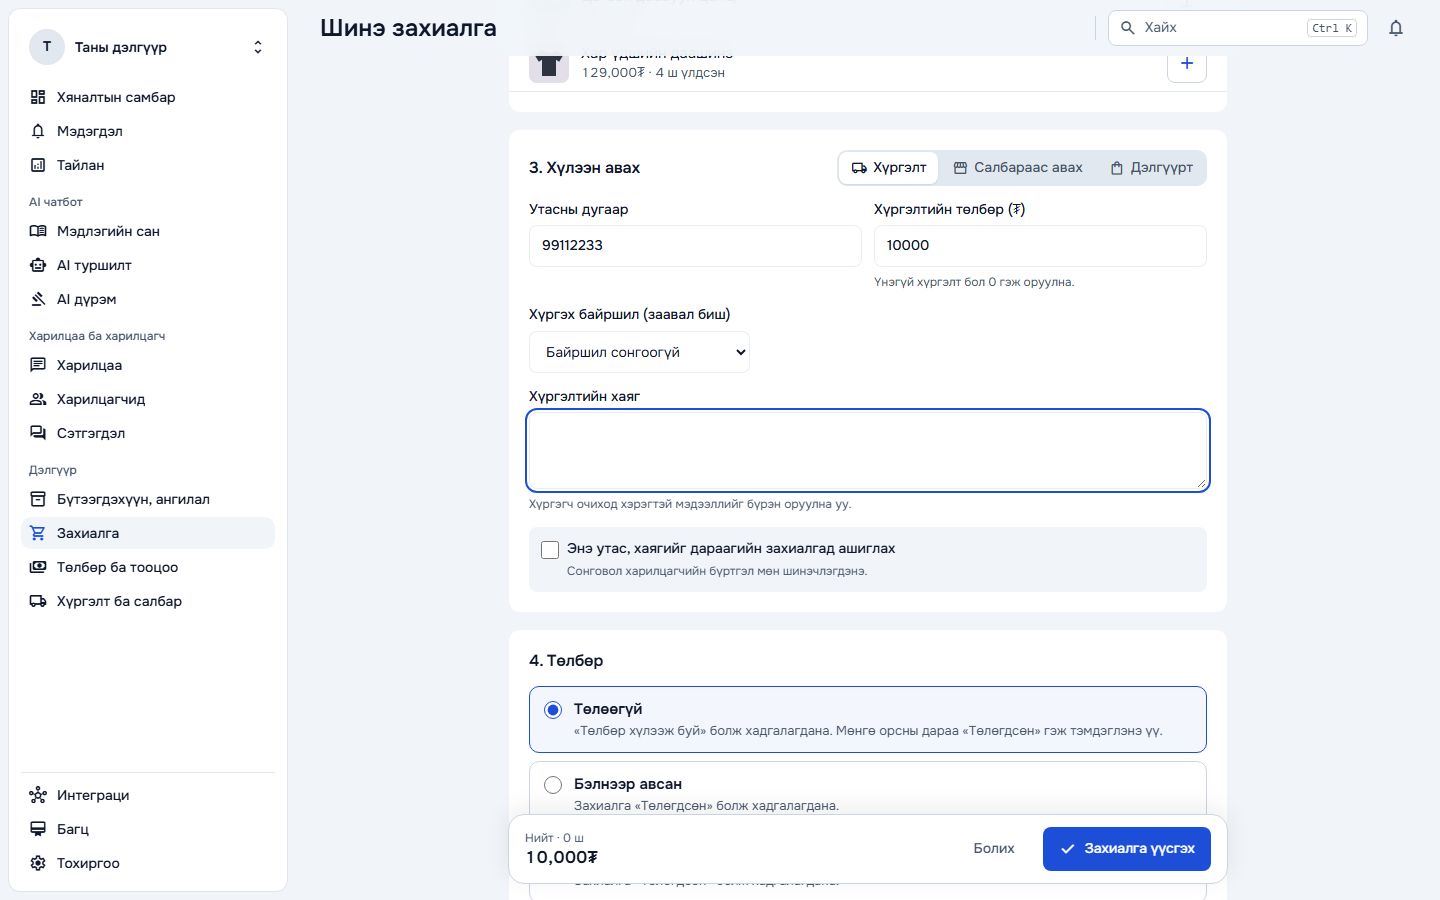 Т
Таны дэлгүүр
Хяналтын самбар
Мэдэгдэл
Тайлан
AI чатбот
Мэдлэгийн сан
AI туршилт
AI дүрэм
Харилцаа ба харилцагч
Харилцаа
Харилцагчид
Сэтгэгдэл
Дэлгүүр
Бүтээгдэхүүн, ангилал
Захиалга
Төлбөр ба тооцоо
Хүргэлт ба салбар
Интеграци
Багц
Тохиргоо
Шинэ захиалга
Хайх
Ctrl K
Хар үдшийн даашинз
129,000₮ · 4 ш үлдсэн
3. Хүлээн авах
Хүргэлт
Салбараас авах
Дэлгүүрт
Утасны дугаар
Хүргэлтийн төлбөр (₮)
99112233
10000
Үнэгүй хүргэлт бол 0 гэж оруулна.
Хүргэх байршил (заавал биш)
Байршил сонгоогүй
Хүргэлтийн хаяг
Хүргэгч очиход хэрэгтэй мэдээллийг бүрэн оруулна уу.
Энэ утас, хаягийг дараагийн захиалгад ашиглах
Сонговол харилцагчийн бүртгэл мөн шинэчлэгдэнэ.
4. Төлбөр
Төлөөгүй
«Төлбөр хүлээж буй» болж хадгалагдана. Мөнгө орсны дараа «Төлөгдсөн» гэж тэмдэглэнэ үү.
Бэлнээр авсан
Захиалга «Төлөгдсөн» болж хадгалагдана.
Нийт · 0 ш
10,000₮
Болих
Захиалга үүсгэх